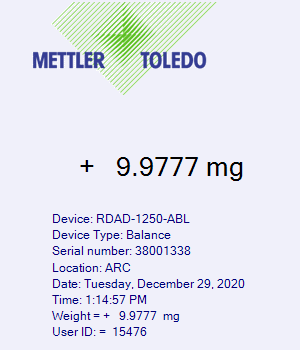 METTLER TOLEDO
+ 9.9777 mg
Device: RDAD-1250-ABL
Device Type: Balance
Serial number: 38001338
Location: ARC
Date: Tuesday, December 29, 2020
Time: 1:14:57 PM
Weight = + 9.9777 mg
User ID: = 15476